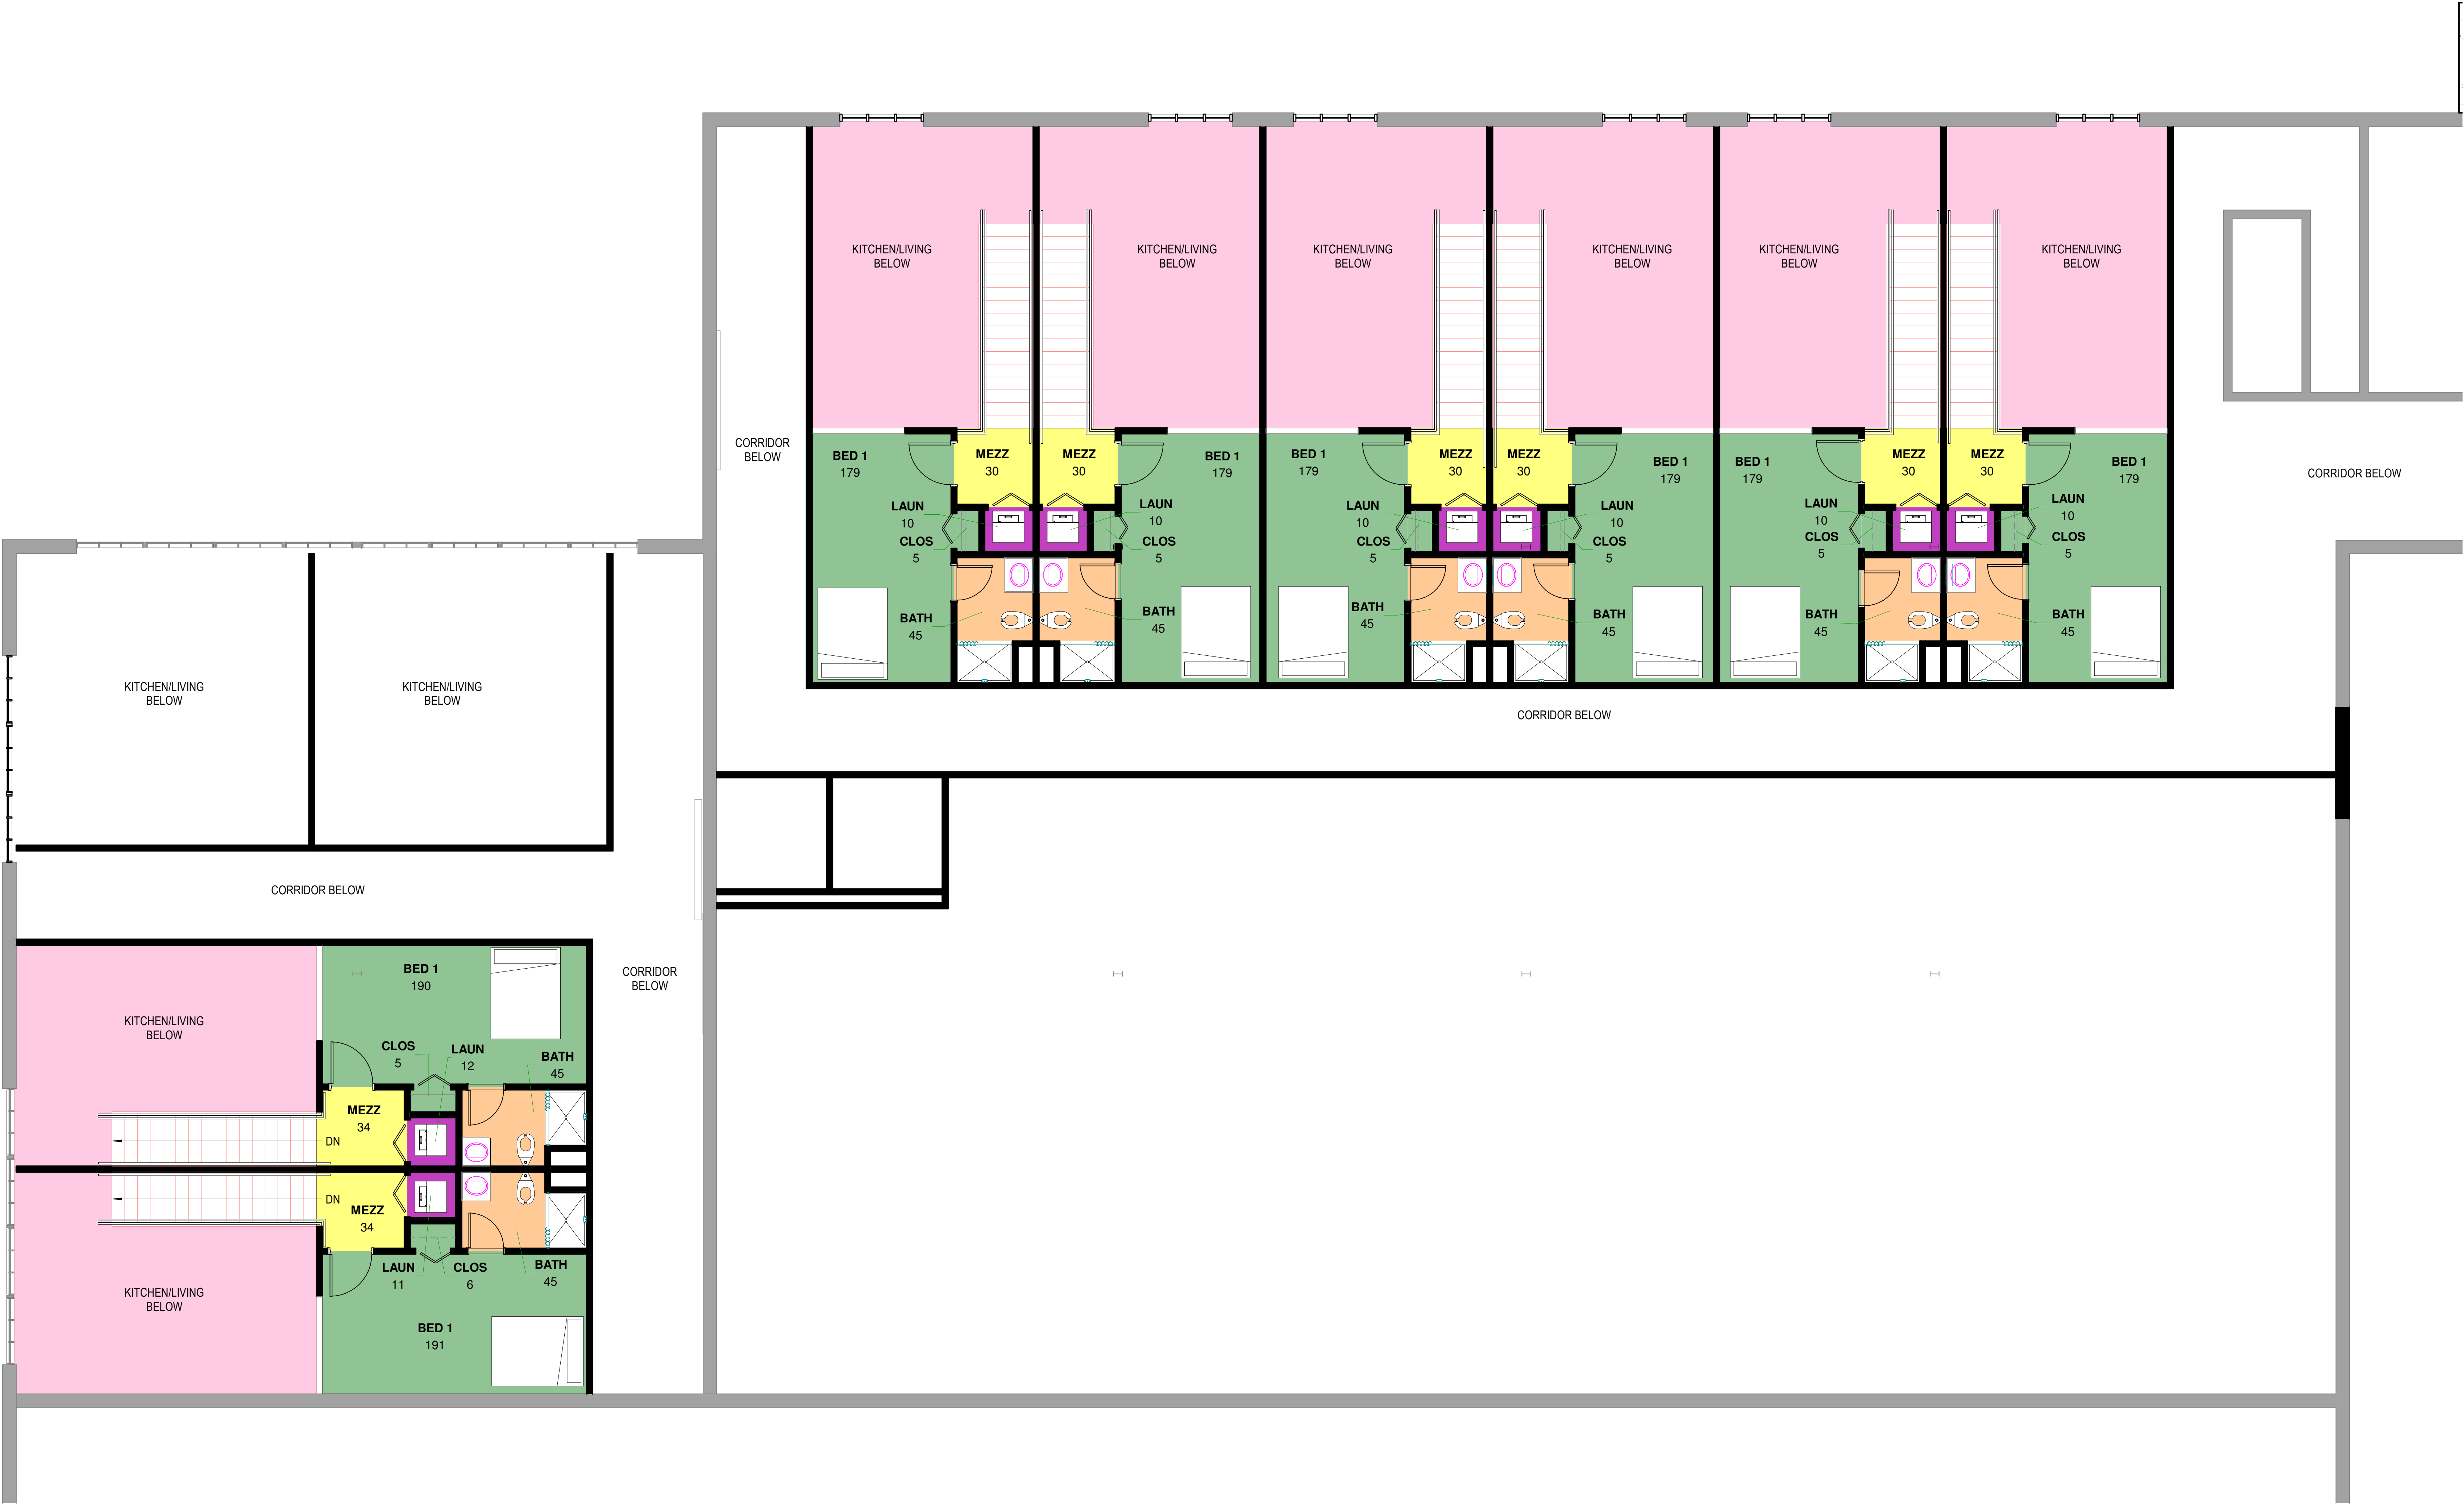 KITCHEN/LIVING
BELOW
KITCHEN/LIVING
BELOW
KITCHEN/LIVING
BELOW
KITCHEN/LIVING
BELOW
KITCHEN/LIVING
BELOW
KITCHEN/LIVING
BELOW
CORRIDOR
BELOW
BED 1
179
MEZZ
30
MEZZ
30
BED 1
179
BED 1
179
MEZZ
30
MEZZ
30
BED 1
179
BED 1
179
MEZZ
30
MEZZ
30
BED 1
179
CORRIDOR BELOW
LAUN
10
CLOS
5
LAUN
10
CLOS
5
LAUN
10
CLOS
5
LAUN
10
CLOS
5
LAUN
10
CLOS
5
LAUN
10
CLOS
5
BATH
45
BATH
45
BATH
45
BATH
45
BATH
45
BATH
45
KITCHEN/LIVING
BELOW
KITCHEN/LIVING
BELOW
CORRIDOR BELOW
CORRIDOR BELOW
CORRIDOR
BELOW
BED 1
190
KITCHEN/LIVING
BELOW
CLOS
5
LAUN
12
BATH
45
MEZZ
34
DN
DN
MEZZ
34
LAUN
11
CLOS
6
BATH
45
KITCHEN/LIVING
BELOW
BED 1
191